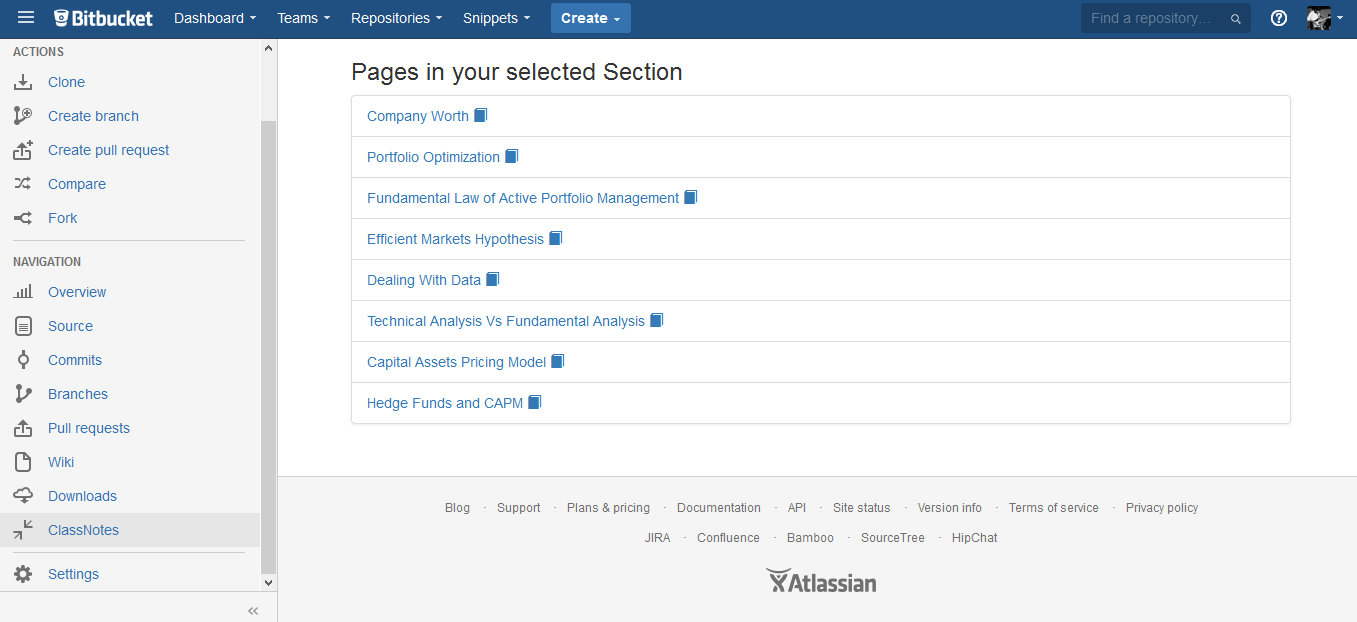 Bitbucket Dashboard Teams Repositories Snippets Create Find a repository...
ACTIONS
Clone
Create branch
Create pull request
Compare
Fork
NAVIGATION
Overview
Source
Commits
Branches
Pull requests
Wiki
Downloads
ClassNotes
Settings
Pages in your selected Section
Company Worth
Portfolio Optimization
Fundamental Law of Active Portfolio Management
Efficient Markets Hypothesis
Dealing With Data
Technical Analysis Vs Fundamental Analysis
Capital Assets Pricing Model
Hedge Funds and CAPM
Blog · Support · Plans & pricing · Documentation · API · Site status · Version info · Terms of service · Privacy policy
JIRA · Confluence · Bamboo · SourceTree · HipChat
Atlassian